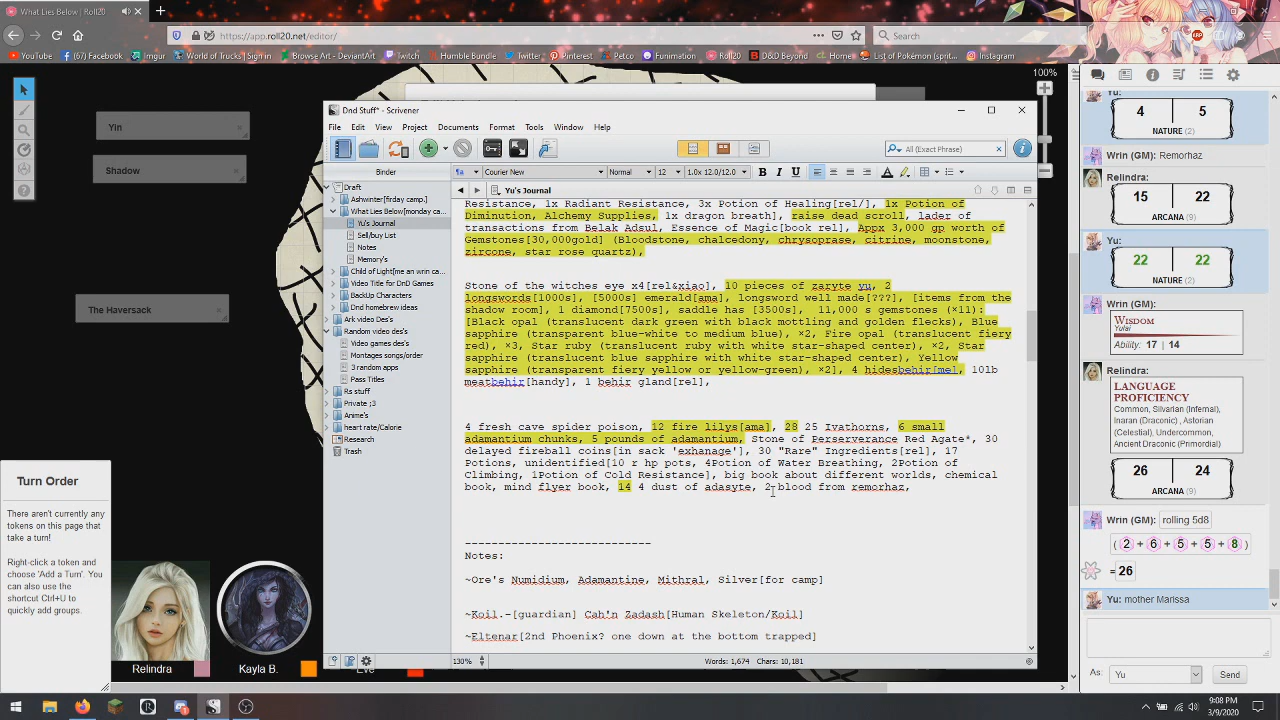 What Lies Below | Roll20
https://app.roll20.net/editor/
Search
YouTube
(67) Facebook
Imgur
World of Trucks | Sign In
Browse Art - DeviantArt
Twitch
Humble Bundle
Twitter
Pinterest
Petco
Funimation
Roll20
D&D Beyond
Home
List of Pokémon (sprit...
Instagram
100%
Yin
Shadow
The Haversack
Dnd Stuff* - Scrivener
File Edit View Project Documents Format Tools Window Help
All (Exact Phrase)
Binder
Courier New
Normal
12
1.0x 12.0/12.0
B I U
Yu's Journal
Draft
Ashwinter[firday camp.]
What Lies Below[monday ca...
Yu's Journal
Sell/buy List
Notes
Memory's
Child of Light[me an wrin ca...
Video Title for DnD Games
BackUp Characters
Dnd homebrew ideas
Ark video Des's
Random video des's
Video games des's
Montages songs/order
3 random apps
Pass Titles
Rs stuff
Private ;3
Anime's
heart rate/Calorie
Research
Trash
Resistance, 1x Radiant Resistance, 3x Potion of Healing[rel/], 1x Potion of
Diminution, Alchemy Supplies, 1x dragon breath], raise dead scroll, lader of
transactions from Belak Adsul, Essence of Magic[book rel], Appx 3,000 gp worth of
Gemstones[30,000gold] (Bloodstone, chalcedony, chrysoprase, citrine, moonstone,
zircone, star rose quartz),
Stone of the witches eye x4[rel&xiao], 10 pieces of zaryte yu, 2
longswords[1000s], [5000s] emerald[ama], longsword well made[???], [items from the
shadow room], 1 diamond[7500s], saddle has [3500s], 11,000 s gemstones (×11):
[Black opal (translucent dark green with black mottling and golden flecks), Blue
sapphire (transparent blue-white to medium blue), ×2, Fire opal (translucent fiery
red), ×3, Star ruby (translucent ruby with white star-shaped center), ×2, Star
sapphire (translucent blue sapphire with white star-shaped center), Yellow
sapphire (transparent fiery yellow or yellow-green), ×2], 4 hidesbehir[mel, 10lb
meatbehir[handy], 1 behir gland[rel],
4 fresh cave spider poison, 12 fire lilys[ama], 28 25 Ivathorns, 6 small
adamantium chunks, 5 pounds of adamantium, Stone of Perserverance Red Agate*, 30
delayed fireball coins[in sack 'exhanage'], 30 "Rare" Ingredients[rel], 17
Potions, unidentified[10 r hp pots, 4Potion of Water Breathing, 2Potion of
Climbing, 1Potion of Cold Resistance], big book about different worlds, chemical
book, mind flyer book, 14 4 dust of adasyte, 2 blood from remorhaz,
---------------------------
Notes:
~Ore's Numidium, Adamantine, Mithral, Silver[for camp]
~Koil.-[guardian] Cah'n Zadash[Human Skeleton/Koil]
~Eltenar[2nd Phoenix? one down at the bottom trapped]
130%
Words: 1,674 Chars: 10,181
Turn Order
There aren't currently any
tokens on this page that
take a turn!
Right-click a token and
choose 'Add a Turn'. You
can also use the
shortcut Ctrl+U to
quickly add groups.
Relindra
Kayla B.
Eve
Yu:
4 5
NATURE (2)
Wrin (GM): Remorhaz
Relindra:
15 22
ARCANA (9)
Yu:
22 22
NATURE (2)
Wrin (GM):
WISDOM
Yulai
Ability: 17 | 14
Relindra:
LANGUAGE
PROFICIENCY
Common, Silvarian (Infernal),
Inaran (Draconic) , Astorian
(Celestial), Undercommon,
Ancient Draconic (Primordial)
26 24
ARCANA (9)
Wrin (GM): rolling 5d8
(2+6+5+5+8)
=26
Yu: mother Marissa
As: Yu
Send
9:08 PM
3/9/2020